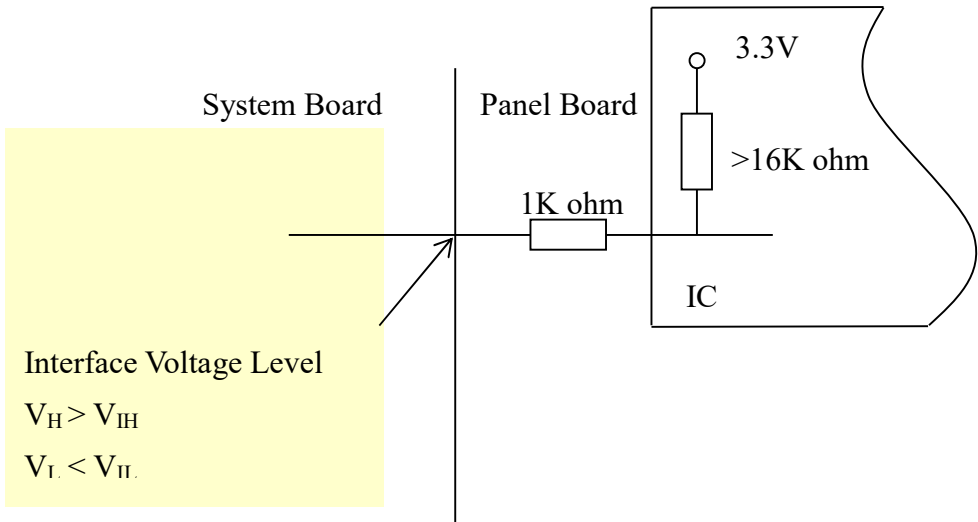 3.3V
System Board
Panel Board
>16K ohm
1K ohm
IC
Interface Voltage Level
VH > VIH
VL < VIL